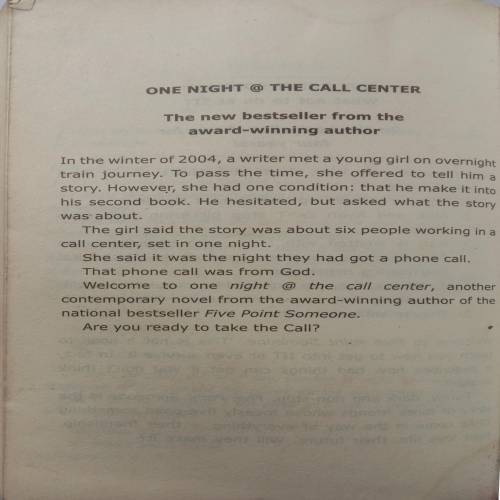 ONE NIGHT @ THE CALL CENTER
The new bestseller from the
award-winning author
In the winter of 2004, a writer met a young girl on overnight
train journey. To pass the time, she offered to tell him a
story. However, she had one condition: that he make it into
his second book. He hesitated, but asked what the story
was about.
The girl said the story was about six people working in a
call center, set in one night.
She said it was the night they had got a phone call.
That phone call was from God.
Welcome to one night @ the call center, another
contemporary novel from the award-winning author of the
national bestseller Five Point Someone.
Are you ready to take the Call?